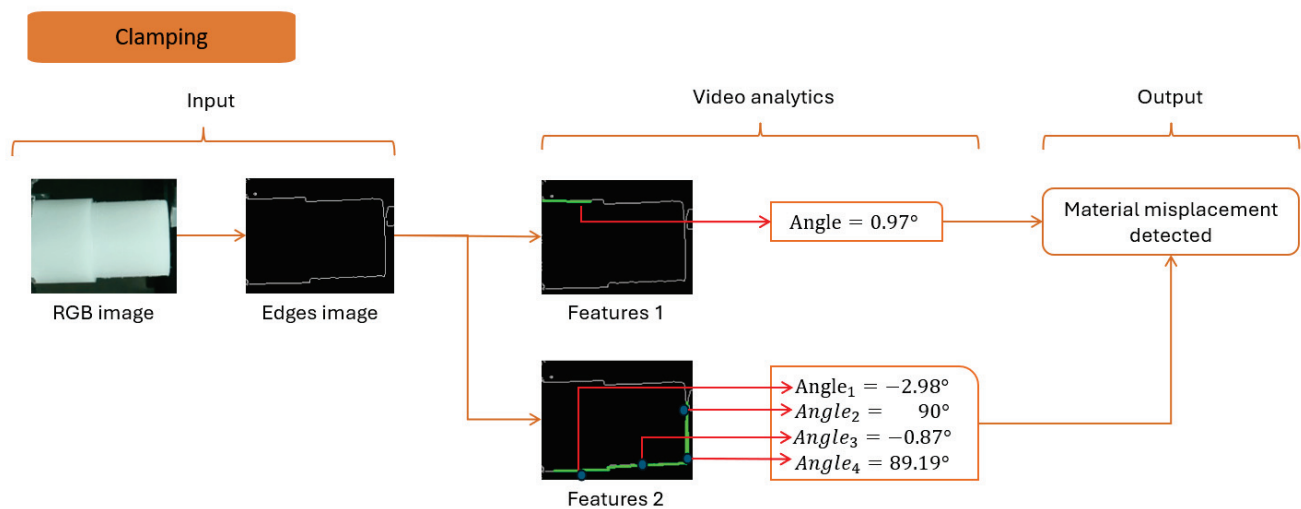 Clamping
Input
Video analytics
Output
RGB image
Edges image
Features 1
Angle = 0.97°
Material misplacement
detected
Features 2
Angle₁ = −2.98°
Angle₂ = 90°
Angle₃ = −0.87°
Angle₄ = 89.19°